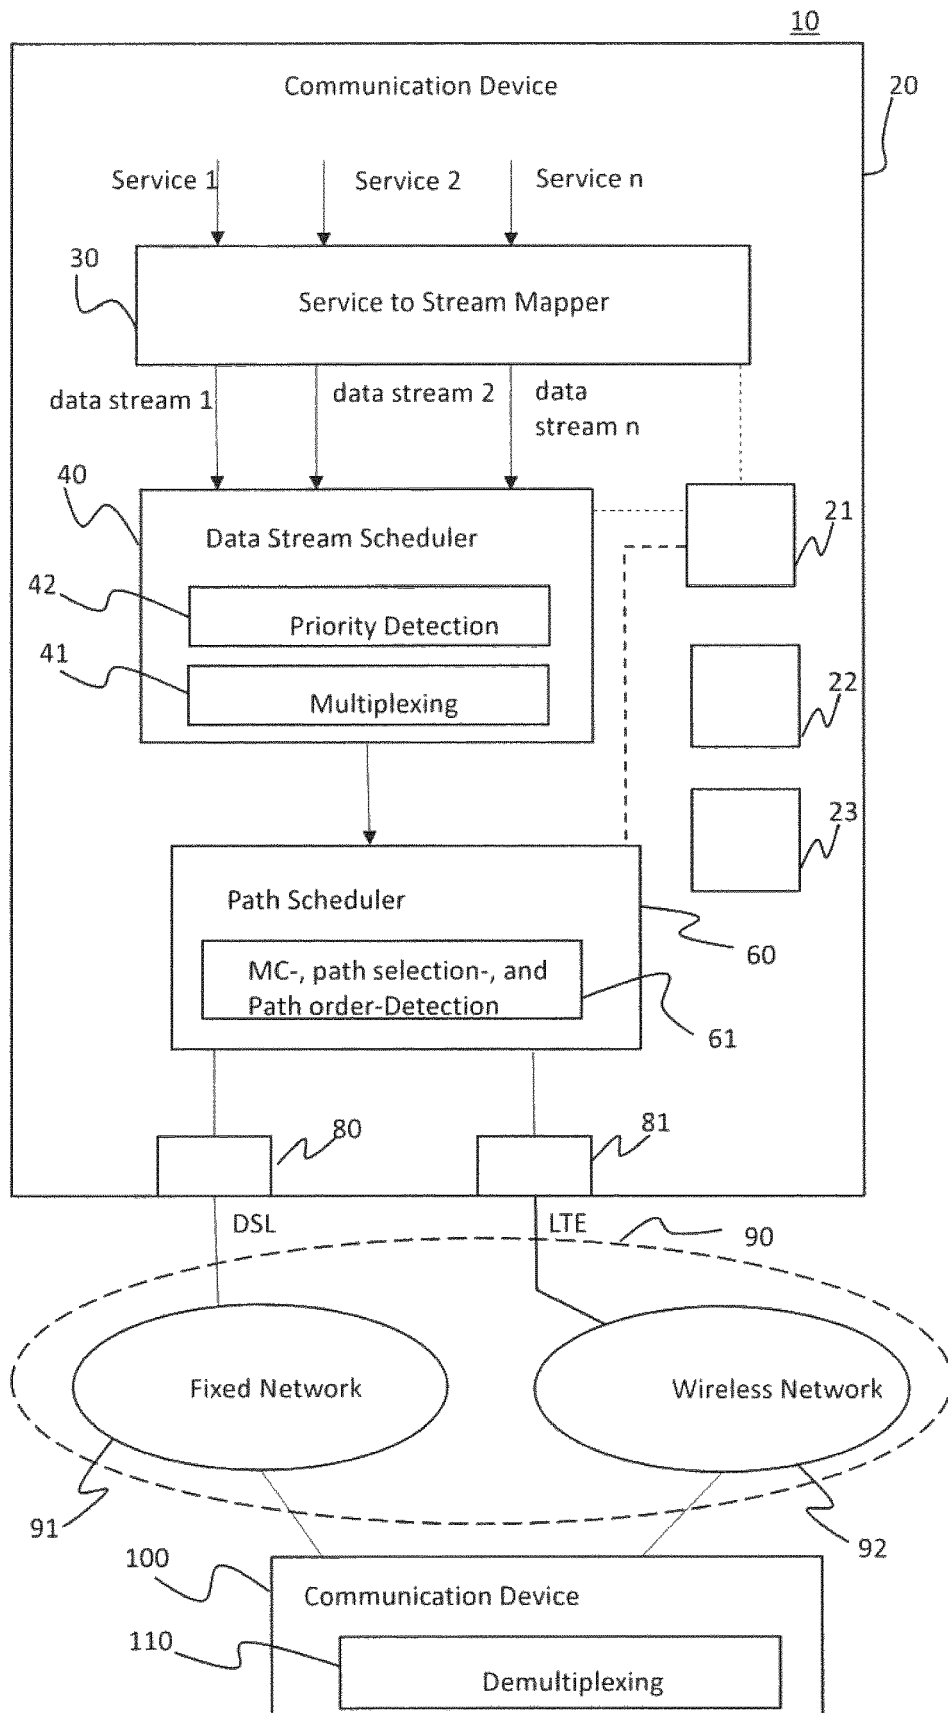 10
Communication Device
20
Service 1
Service 2
Service n
30
Service to Stream Mapper
data stream 1
data stream 2
data
stream n
40
Data Stream Scheduler
21
42
Priority Detection
41
Multiplexing
22
23
Path Scheduler
60
MC-, path selection-, and
Path order-Detection
61
80
81
DSL
LTE
90
Fixed Network
Wireless Network
91
92
100
Communication Device
110
Demultiplexing